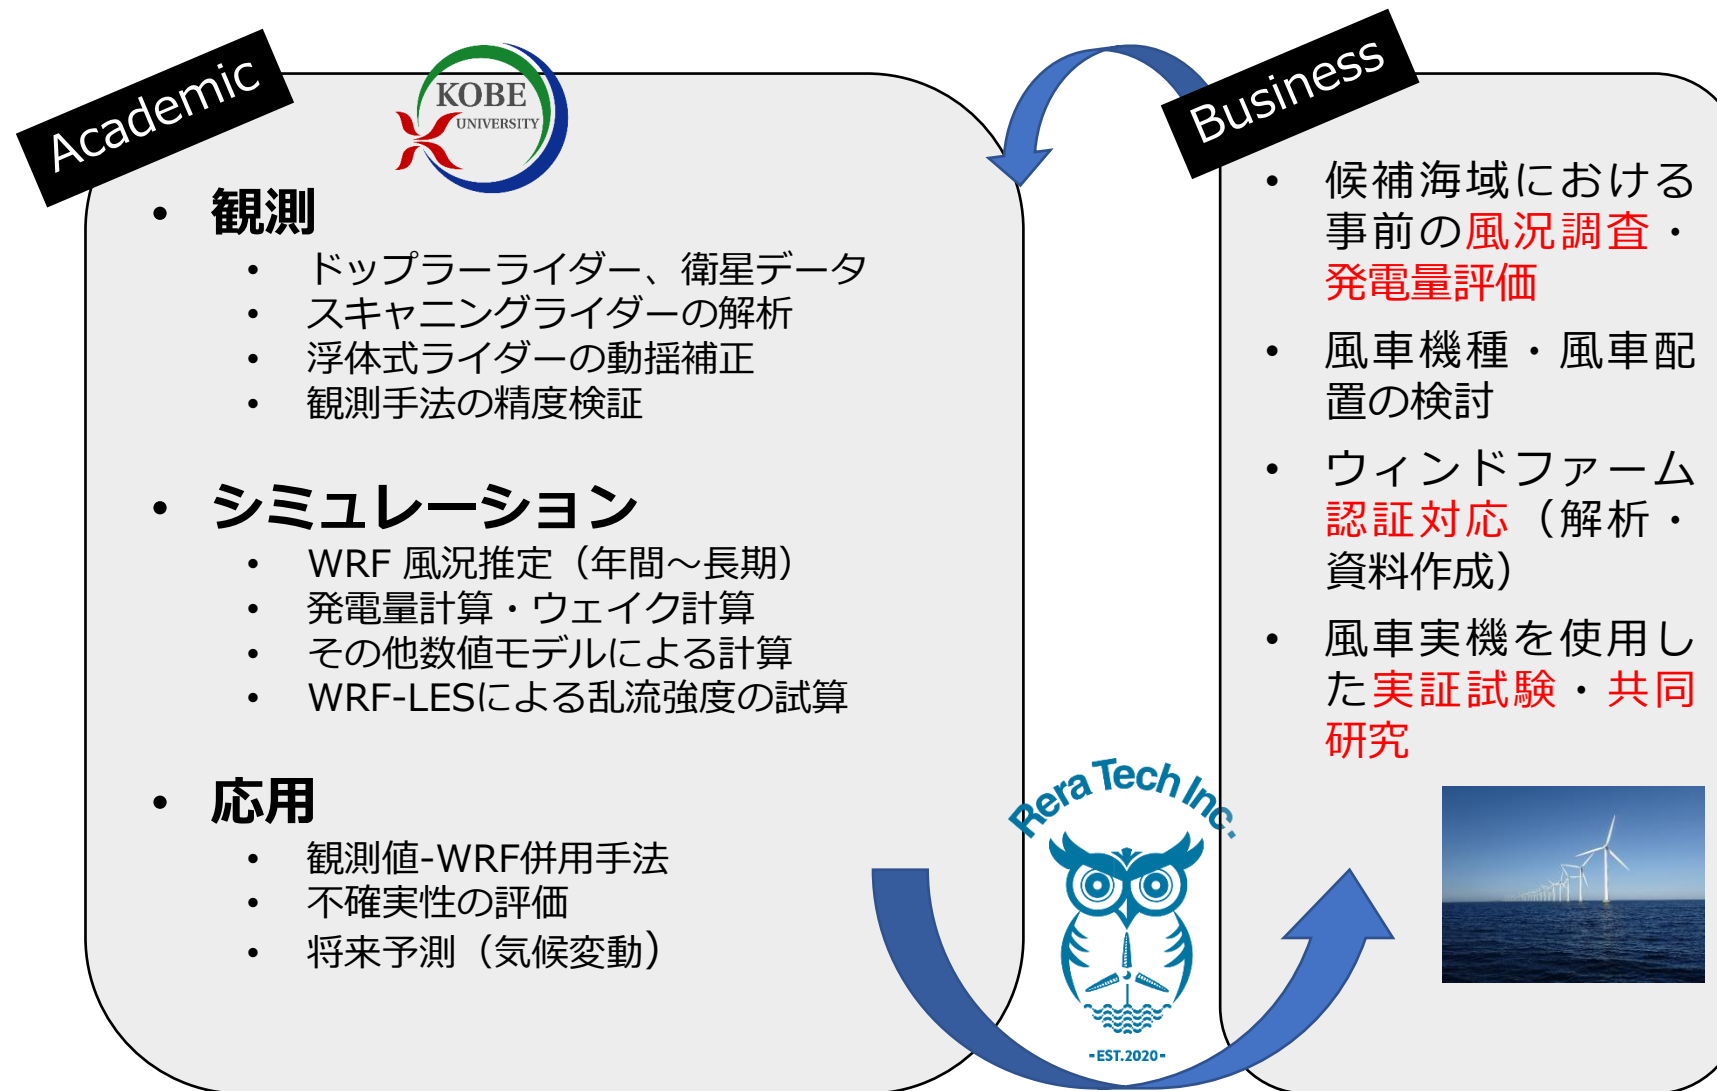 Academic
KOBE
UNIVERSITY
• 観測
• ドップラーライダー、衛星データ
• スキャニングライダーの解析
• 浮体式ライダーの動揺補正
• 観測手法の精度検証
• シミュレーション
• WRF 風況推定（年間～長期）
• 発電量計算・ウェイク計算
• その他数値モデルによる計算
• WRF-LESによる乱流強度の試算
• 応用
• 観測値-WRF併用手法
• 不確実性の評価
• 将来予測（気候変動）
Rera Tech Inc.
-EST.2020-
Business
• 候補海域における
事前の風況調査・
発電量評価
• 風車機種・風車配
置の検討
• ウィンドファーム
認証対応（解析・
資料作成）
• 風車実機を使用し
た実証試験・共同
研究